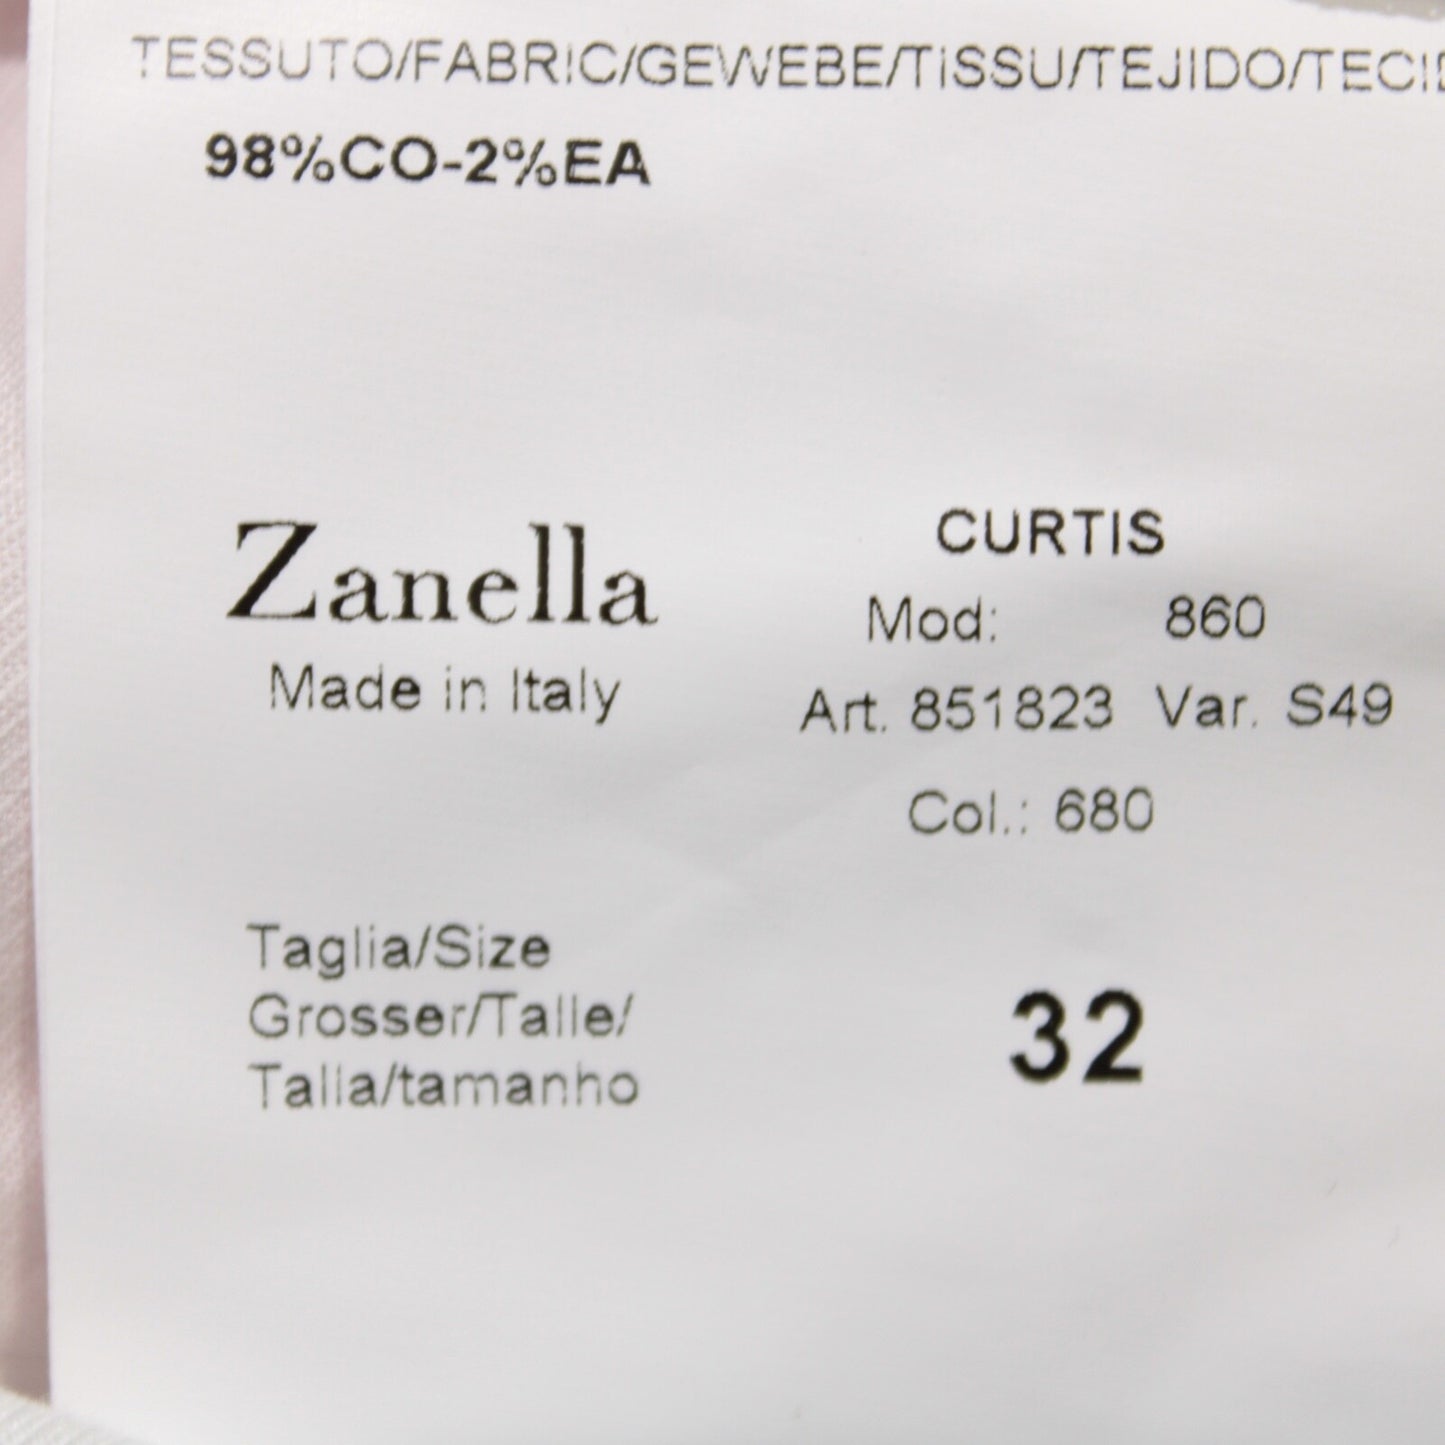 TESSUTO/FABRIC/GEWEBE/TISSU/TEJIDO/TECID
98%CO-2%EA
Zanella
Made in Italy
CURTIS
Mod: 860
Art. 851823 Var. S49
Col.: 680
Taglia/Size
Grosser/Talle/
Talla/tamanho
32